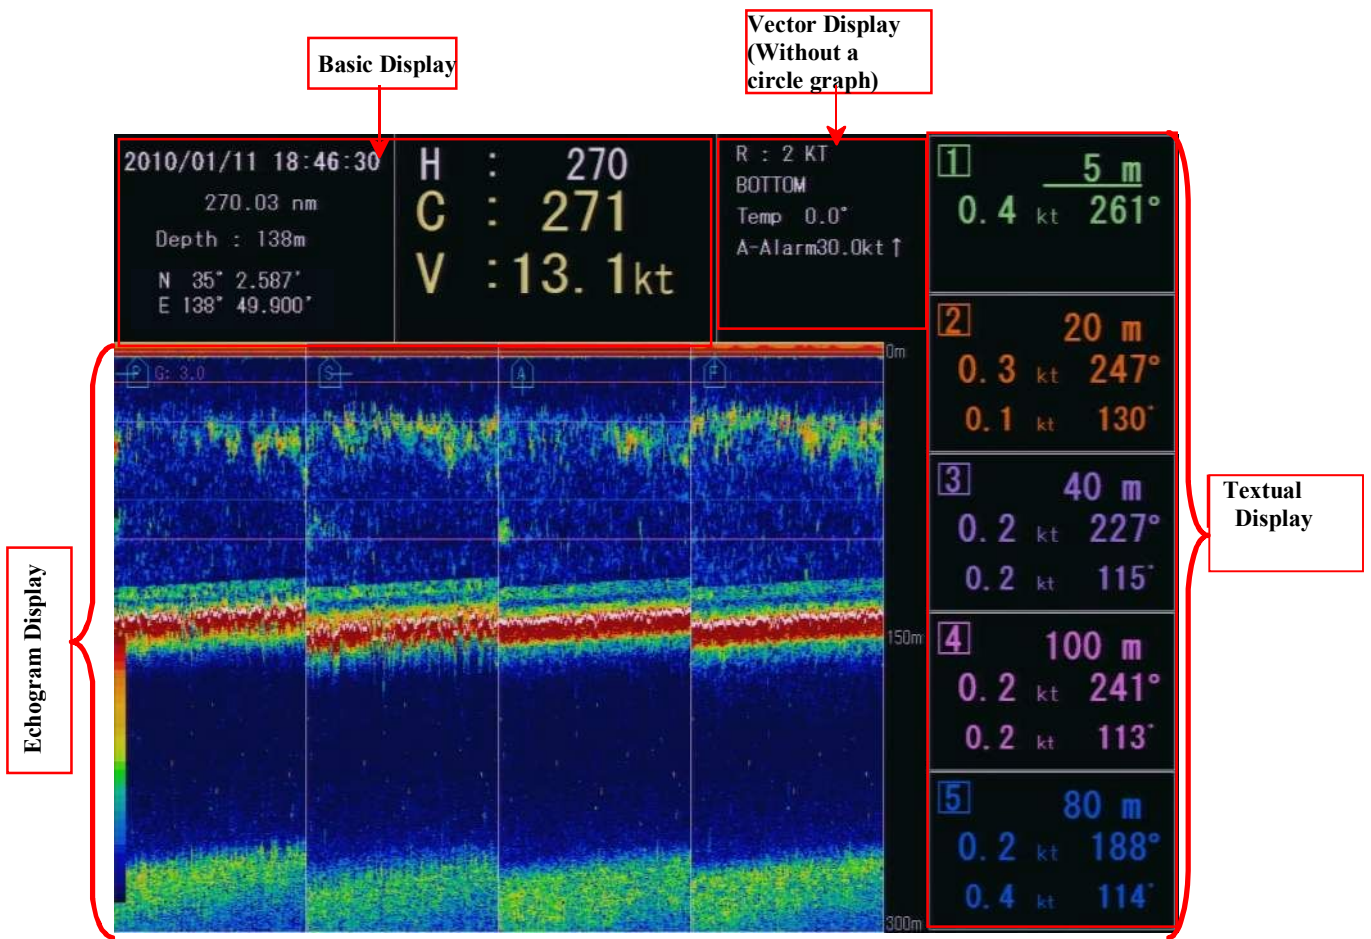 Basic Display
Vector Display
(Without a
circle graph)
2010/01/11 18:46:30
270.03 nm
Depth : 138m
N 35° 2.587'
E 138° 49.900'
H : 270
C : 271
V :13.1kt
R : 2 KT
BOTTOM
Temp 0.0°
A-Alarm30.0kt↑
1 5 m
0.4 kt 261°
2 20 m
0.3 kt 247°
0.1 kt 130°
3 40 m
0.2 kt 227°
0.2 kt 115°
4 100 m
0.2 kt 241°
0.2 kt 113°
5 80 m
0.2 kt 188°
0.4 kt 114°
P G: 3.0
S
A
F
0m
150m
300m
Echogram Display
Textual
Display